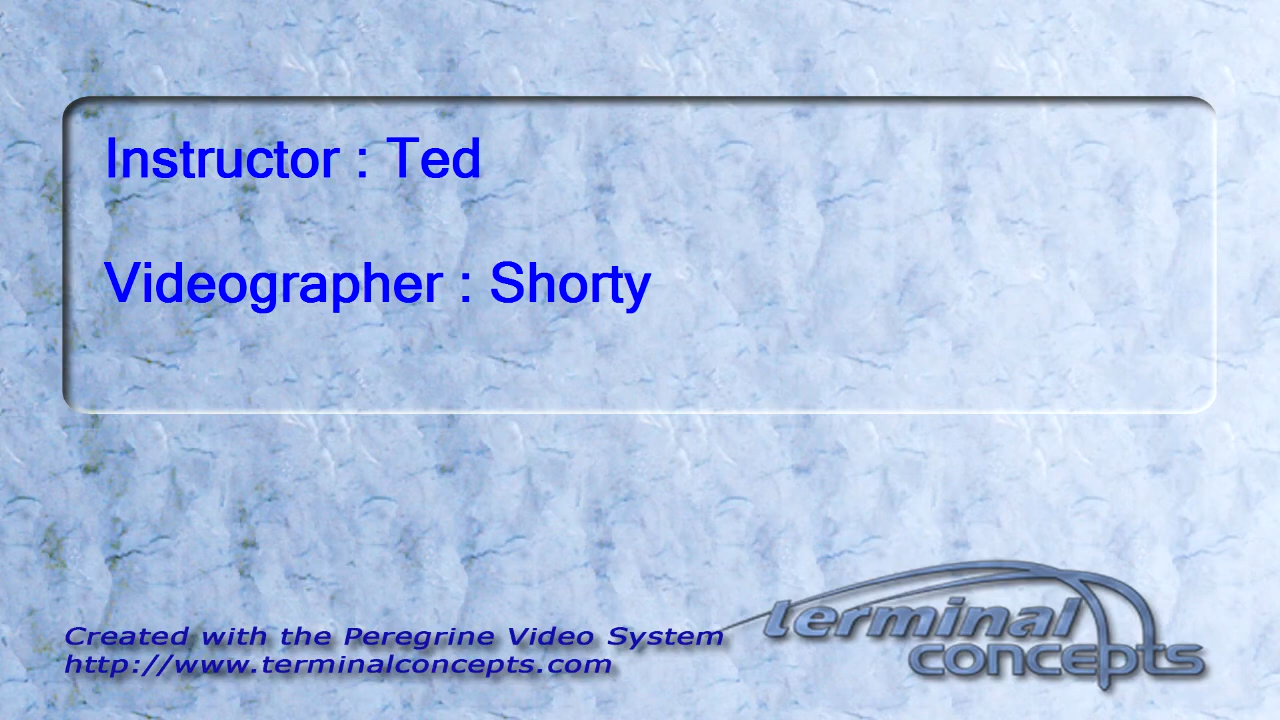 Instructor : Ted
Videographer : Shorty
Created with the Peregrine Video System
http://www.terminalconcepts.com
terminal
concepts